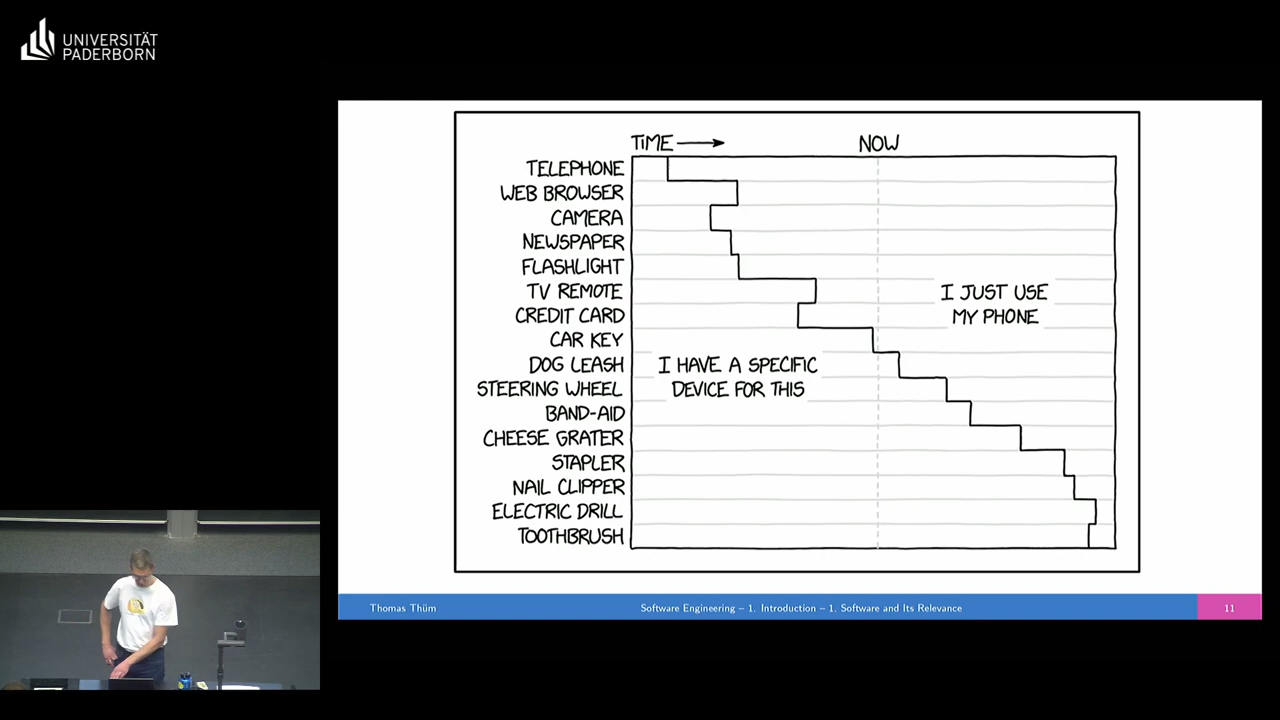 UNIVERSITÄT
PADERBORN
TIME
NOW
TELEPHONE
WEB BROWSER
CAMERA
NEWSPAPER
FLASHLIGHT
TV REMOTE
CREDIT CARD
CAR KEY
DOG LEASH
STEERING WHEEL
BAND-AID
CHEESE GRATER
STAPLER
NAIL CLIPPER
ELECTRIC DRILL
TOOTHBRUSH
I HAVE A SPECIFIC
DEVICE FOR THIS
I JUST USE
MY PHONE
Thomas Thüm
Software Engineering – 1. Introduction – 1. Software and Its Relevance
11